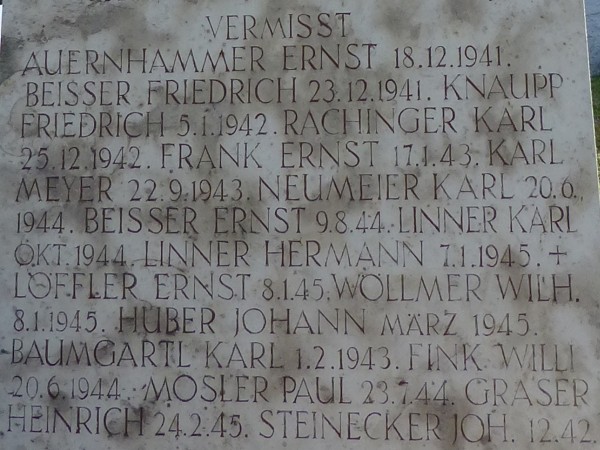 VERMISST
AUERNHAMMER ERNST 18.12.1941.
BEISSER FRIEDRICH 23.12.1941. KNAUPP
FRIEDRICH 5.1.1942. RACHINGER KARL
25.12.1942. FRANK ERNST 17.1.43. KARL
MEYER 22.9.1943. NEUMEIER KARL 20.6.
1944. BEISSER ERNST 9.8.44. LINNER KARL
OKT. 1944. LINNER HERMANN 7.1.1945. +
LÖFFLER ERNST 8.1.45. WÖLLMER WILH.
8.1.1945. HUBER JOHANN MÄRZ 1945.
BAUMGARTL KARL 1.2.1943. FINK WILLI
20.6.1944. MOSLER PAUL 23.7.44. GRASER
HEINRICH 24.2.45. STEINECKER JOH. 12.42.